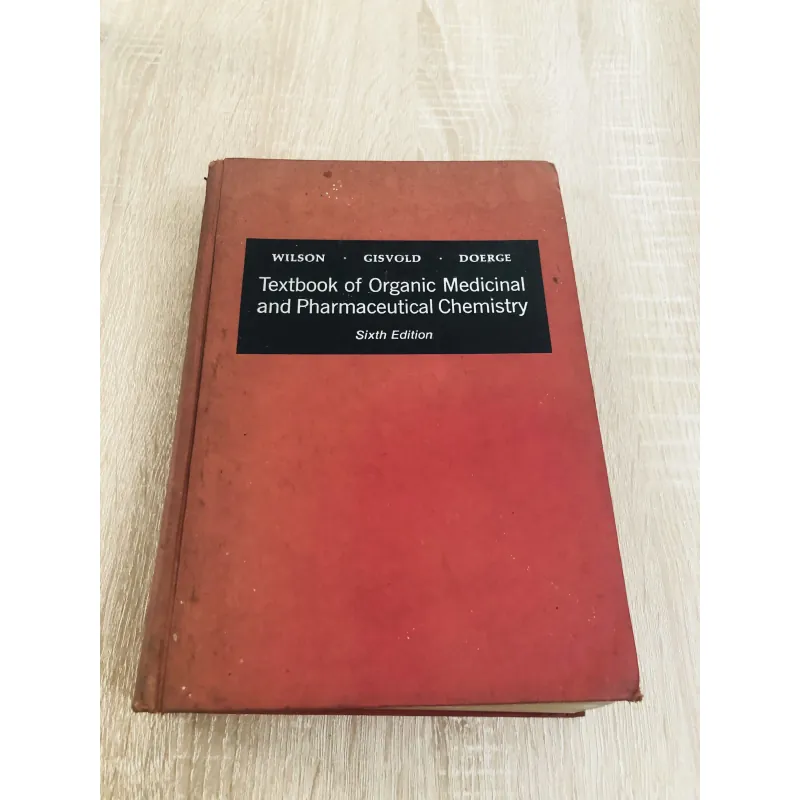 WILSON · GISVOLD · DOERGE
Textbook of Organic Medicinal
and Pharmaceutical Chemistry
Sixth Edition